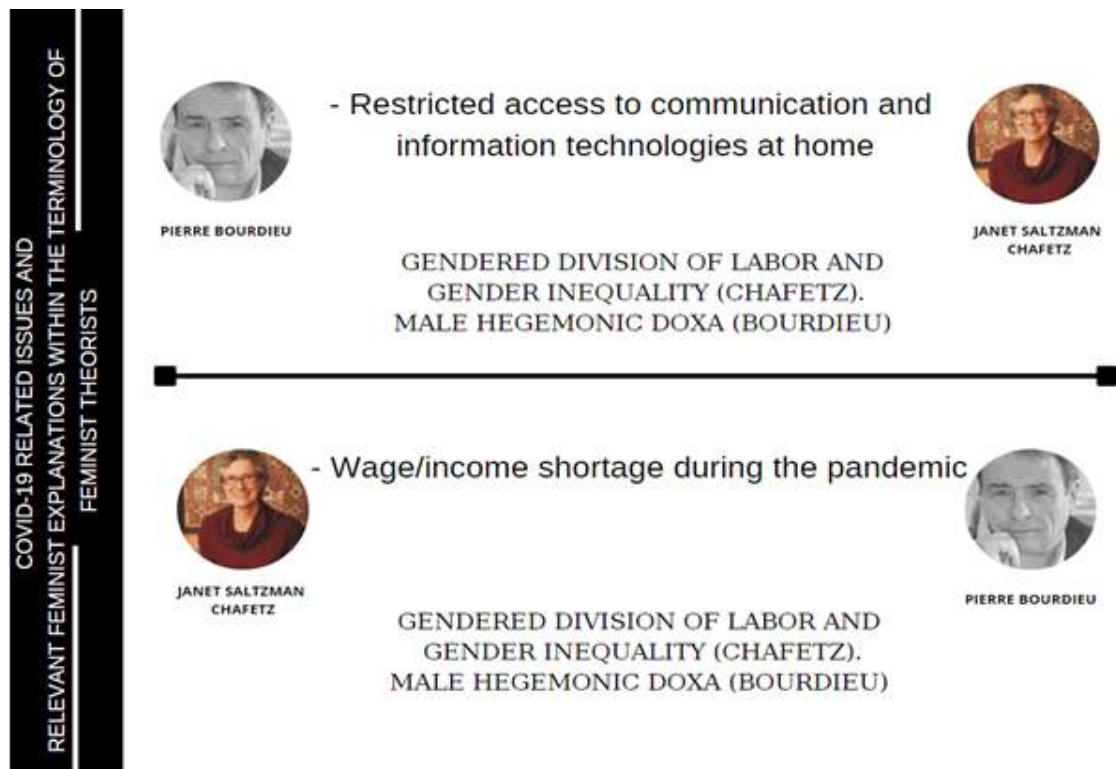 COVID-19 RELATED ISSUES AND
RELEVANT FEMINIST EXPLANATIONS WITHIN THE TERMINOLOGY OF
FEMINIST THEORISTS
- Restricted access to communication and
information technologies at home
PIERRE BOURDIEU
JANET SALTZMAN
CHAFETZ
GENDERED DIVISION OF LABOR AND
GENDER INEQUALITY (CHAFETZ).
MALE HEGEMONIC DOXA (BOURDIEU)
- Wage/income shortage during the pandemic
JANET SALTZMAN
CHAFETZ
PIERRE BOURDIEU
GENDERED DIVISION OF LABOR AND
GENDER INEQUALITY (CHAFETZ).
MALE HEGEMONIC DOXA (BOURDIEU)